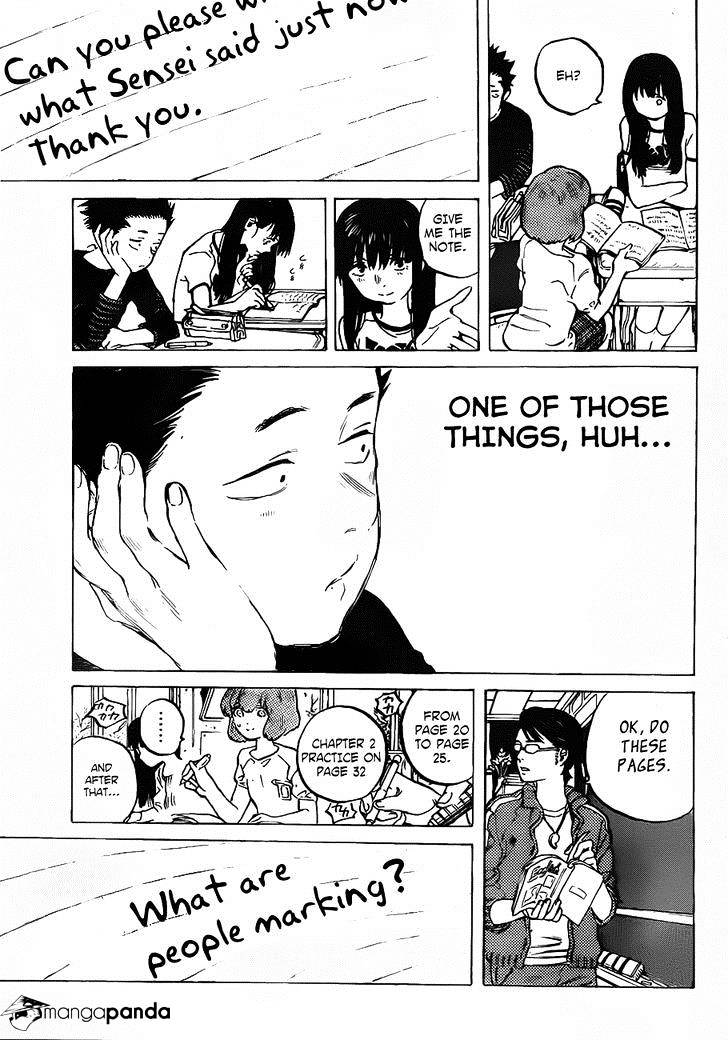 EH?
Can you please
what Sensei said just now
Thank you.
GIVE
ME THE
NOTE.
ONE OF THOSE
THINGS, HUH...
OK, DO
THESE
PAGES.
FROM
PAGE 20
TO PAGE
25.
CHAPTER 2
PRACTICE ON
PAGE 32
AND
AFTER
THAT...
What are
people marking?
mangapanda